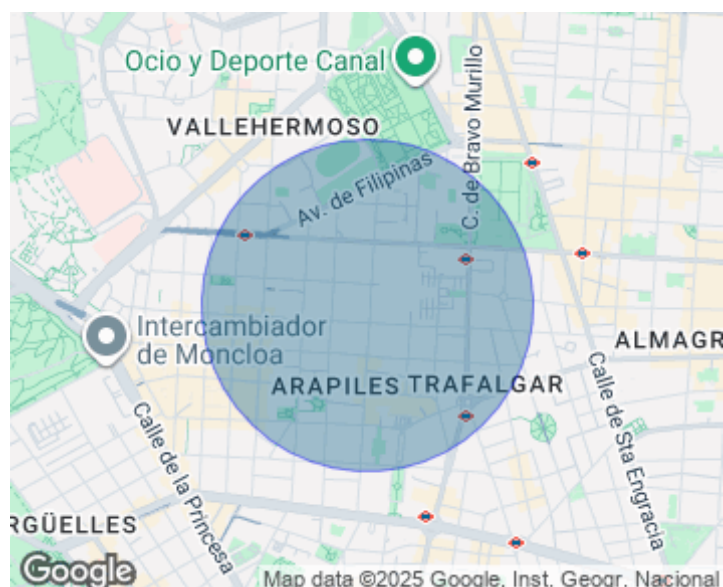 Ocio y Deporte Canal
VALLEHERMOSO
C. de Bravo Murillo
Av. de Filipinas
Intercambiador
de Moncloa
ALMAGR
ARAPILES
TRAFALGAR
Calle de Sta Engracia
Calle de la Princesa
RGÜELLES
Google
Map data ©2025 Google, Inst. Geogr. Nacional